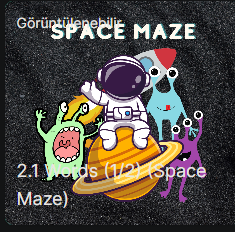 Görüntülenebilir
SPACE MAZE
2.1 Words (1/2) (Space
Maze)